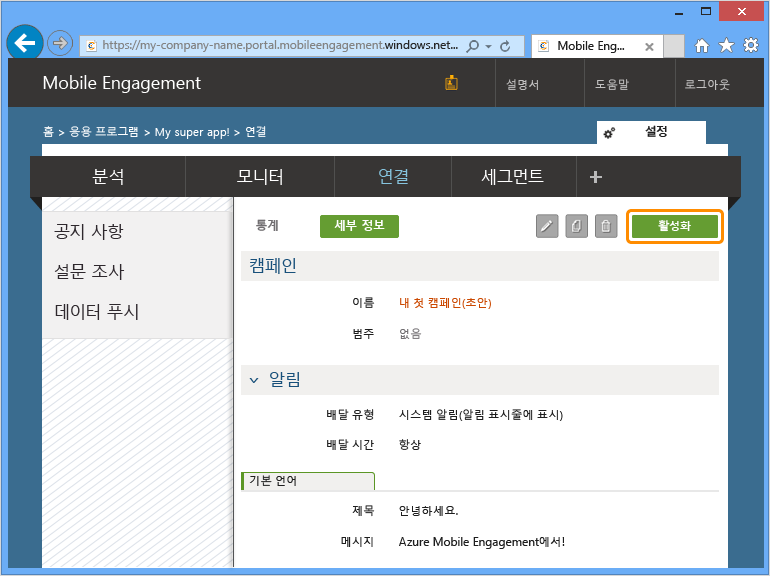 https://my-company-name.portal.mobileengagement.windows.net...
Mobile Eng...
Mobile Engagement
설명서
도움말
로그아웃
홈 > 응용 프로그램 > My super app! > 연결
설정
분석
모니터
연결
세그먼트
+
공지 사항
설문 조사
데이터 푸시
통계
세부 정보
활성화
캠페인
이름 내 첫 캠페인(초안)
범주 없음
알림
배달 유형 시스템 알림(알림 표시줄에 표시)
배달 시간 항상
기본 언어
제목 안녕하세요.
메시지 Azure Mobile Engagement에서!